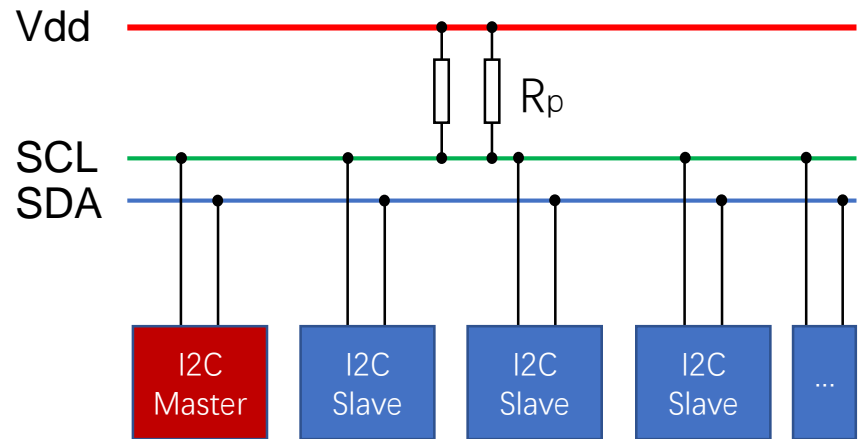 Vdd
Rp
SCL
SDA
I2C
Master
I2C
Slave
I2C
Slave
I2C
Slave
...